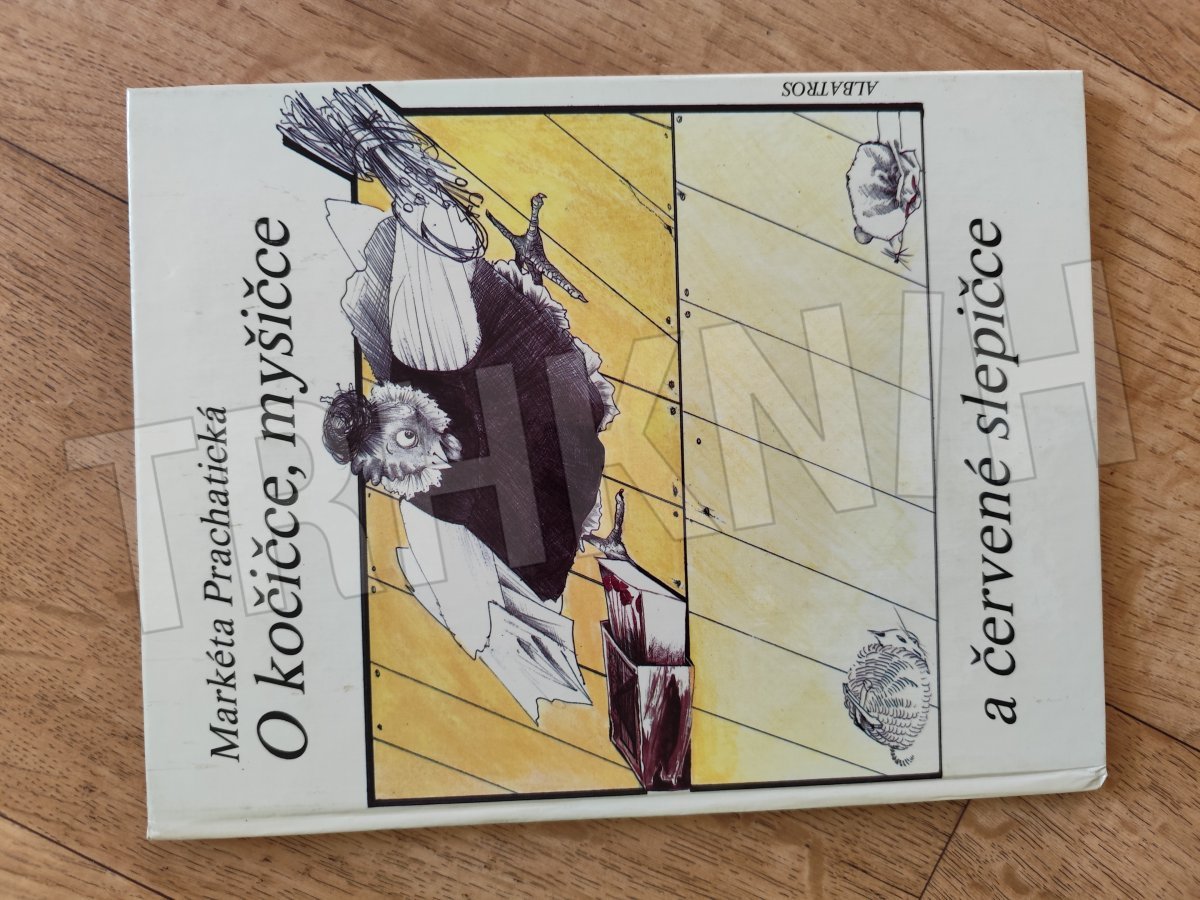 Markéta Prachatická
O kočičce, myšičce
a červené slepičce
ALBATROS
TRHKNIH